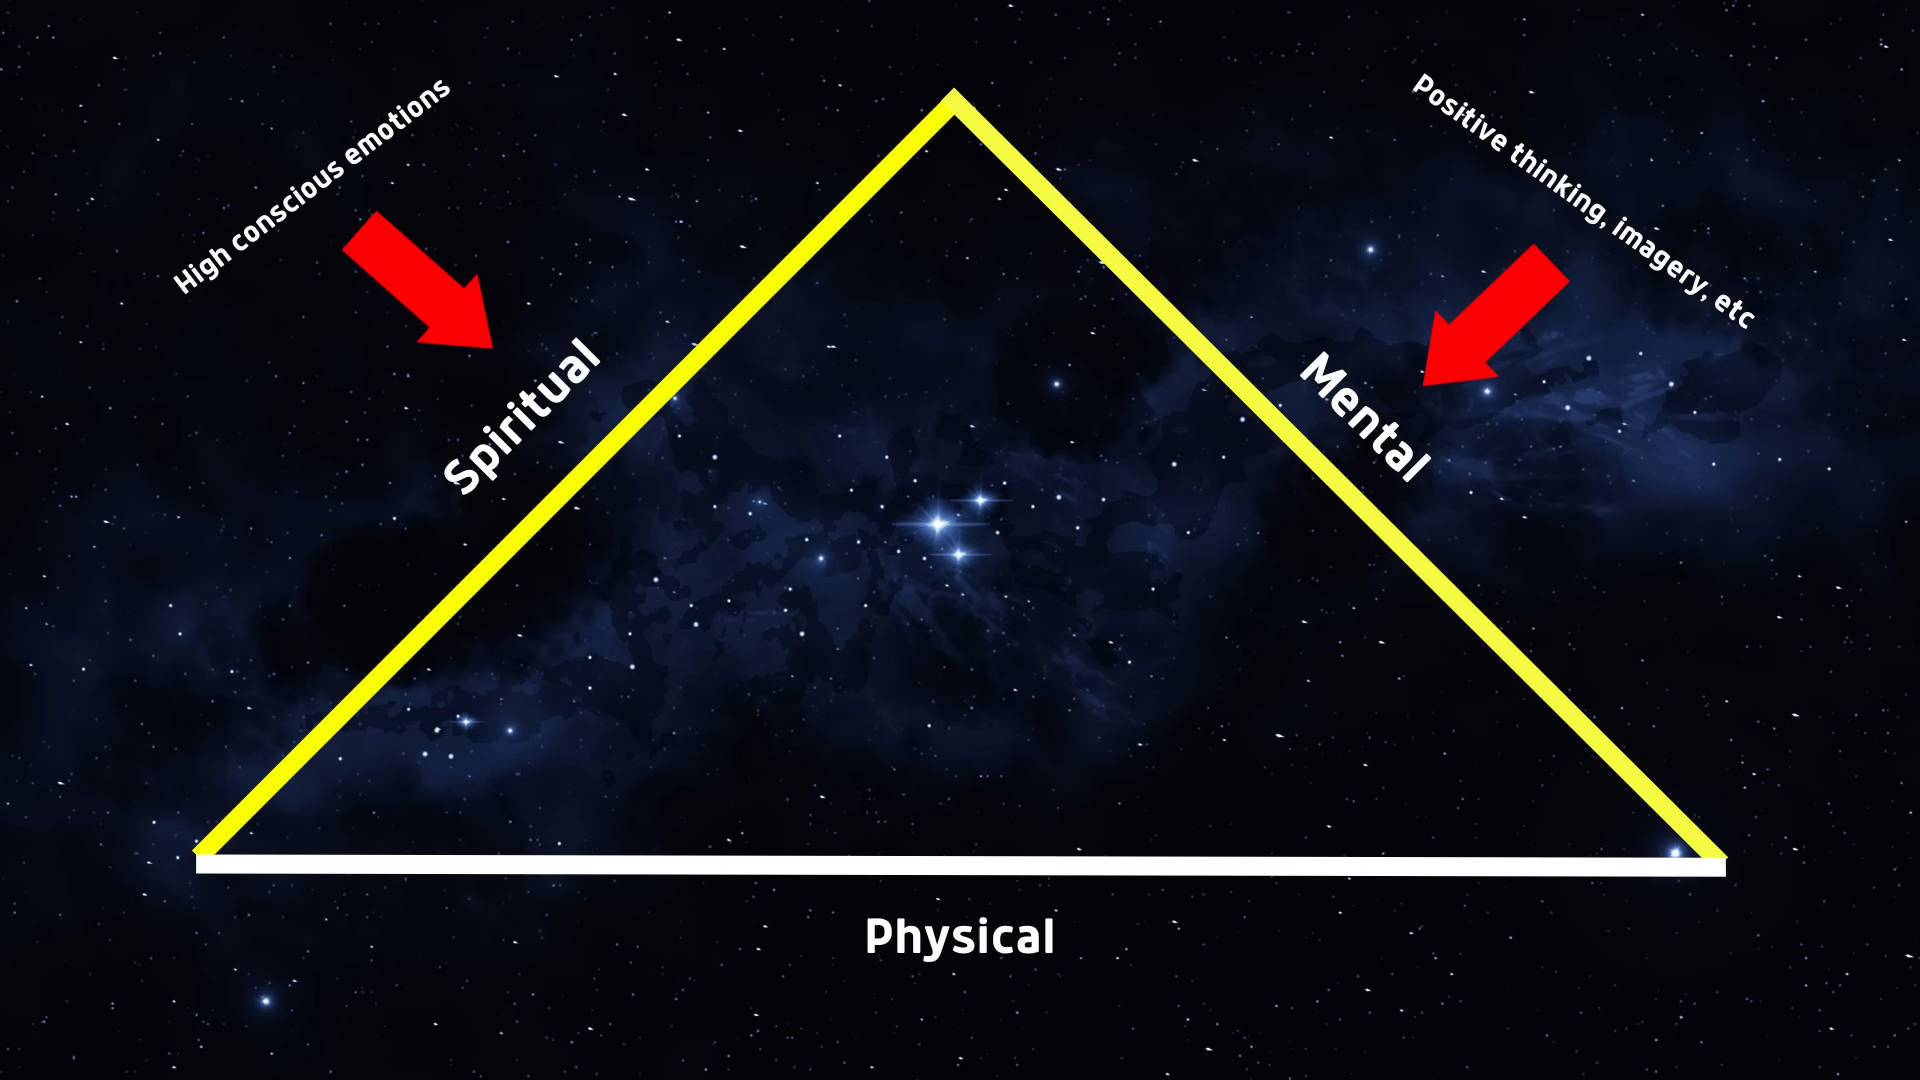 High conscious emotions
Positive thinking, imagery, etc
Spiritual
Mental
Physical